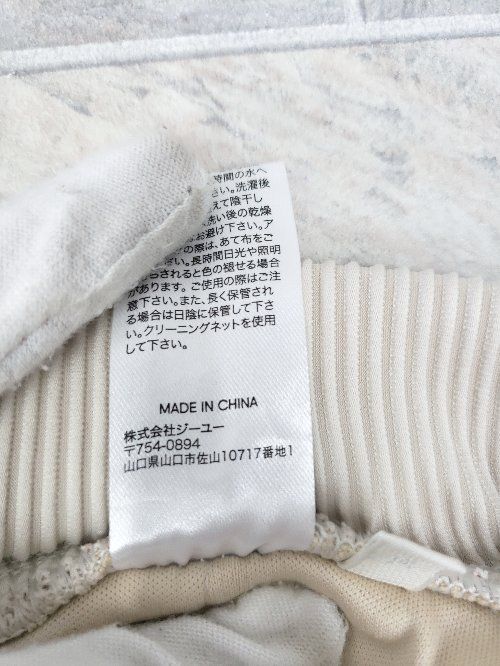 時間の水へ
さい。洗濯後
えて陰干し
洗い後の乾燥
お避け下さい。ア
の際は、あて布をご
さい。長時間日光や照明
らされると色の褪せる場合
があります。ご使用の際はご注
意下さい。また、長く保管され
る場合は日陰に保管して下さ
い。クリーニングネットを使用
して下さい。
MADE IN CHINA
株式会社ジーユー
〒754-0894
山口県山口市佐山10717番地1